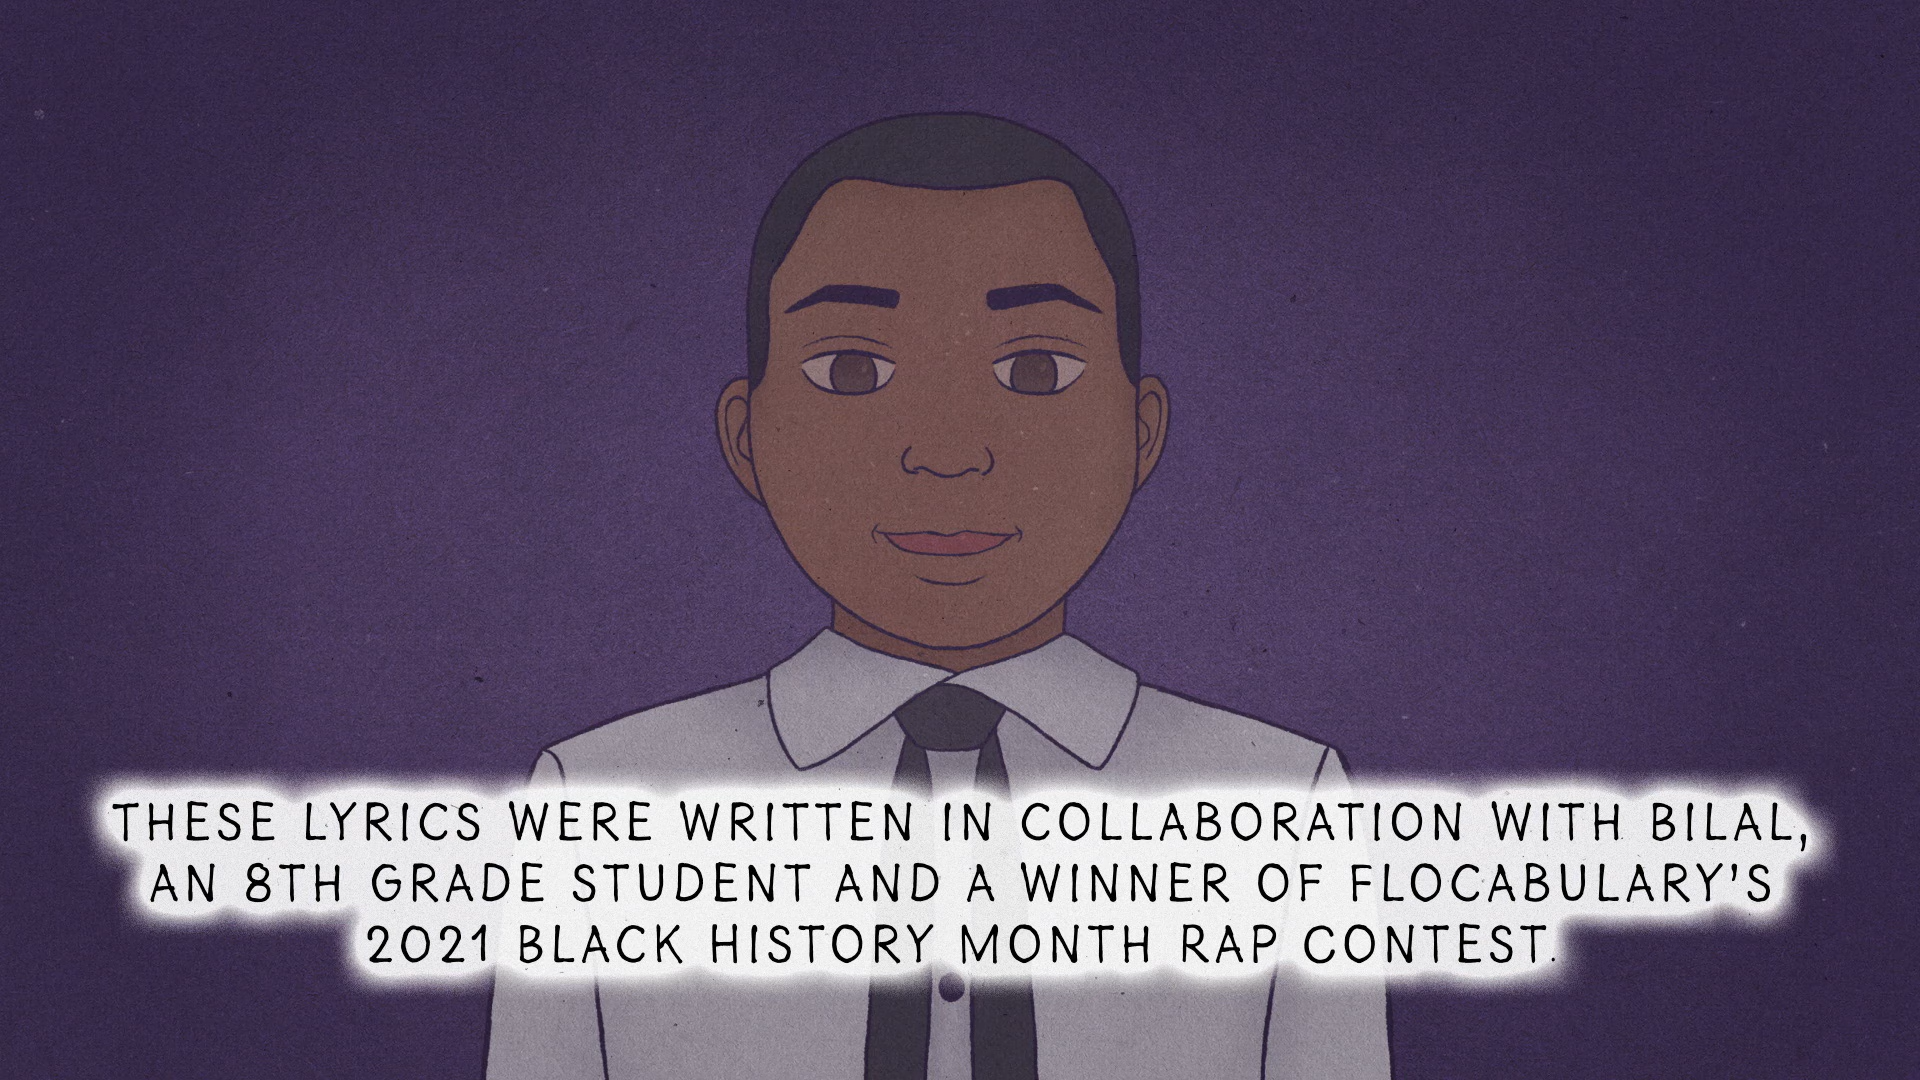 THESE LYRICS WERE WRITTEN IN COLLABORATION WITH BILAL,
AN 8TH GRADE STUDENT AND A WINNER OF FLOCABULARY'S
2021 BLACK HISTORY MONTH RAP CONTEST.